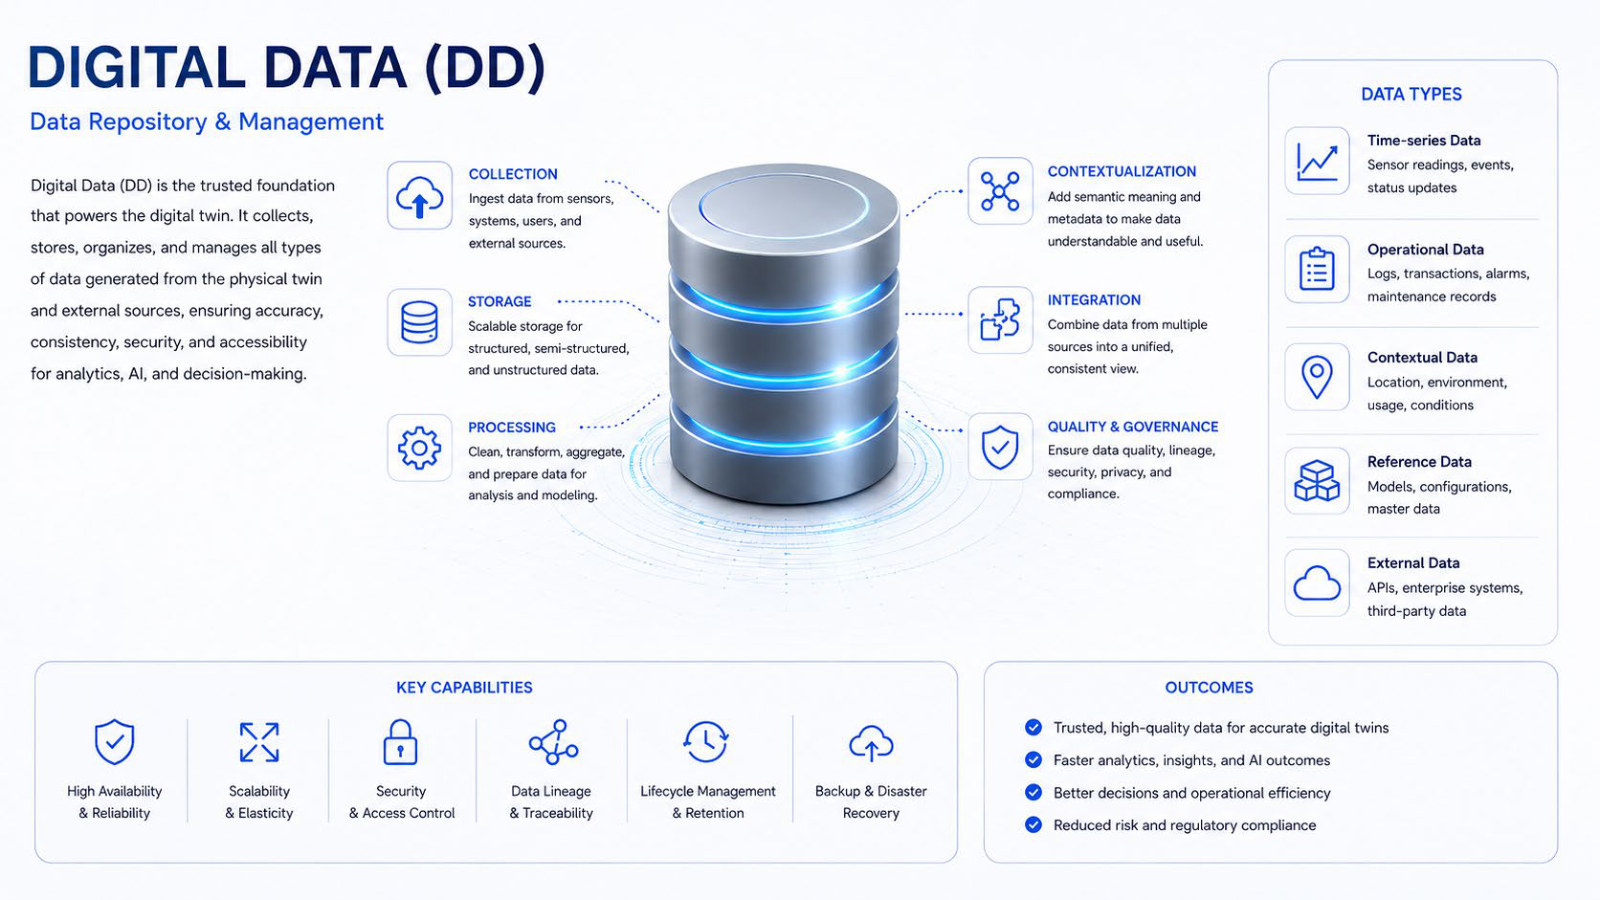 DIGITAL DATA (DD)
Data Repository & Management
Digital Data (DD) is the trusted foundation
that powers the digital twin. It collects,
stores, organizes, and manages all types
of data generated from the physical twin
and external sources, ensuring accuracy,
consistency, security, and accessibility
for analytics, AI, and decision-making.
COLLECTION
Ingest data from sensors,
systems, users, and
external sources.
STORAGE
Scalable storage for
structured, semi-structured,
and unstructured data.
PROCESSING
Clean, transform, aggregate,
and prepare data for
analysis and modeling.
CONTEXTUALIZATION
Add semantic meaning and
metadata to make data
understandable and useful.
INTEGRATION
Combine data from multiple
sources into a unified,
consistent view.
QUALITY & GOVERNANCE
Ensure data quality, lineage,
security, privacy, and
compliance.
DATA TYPES
Time-series Data
Sensor readings, events,
status updates
Operational Data
Logs, transactions, alarms,
maintenance records
Contextual Data
Location, environment,
usage, conditions
Reference Data
Models, configurations,
master data
External Data
APIs, enterprise systems,
third-party data
KEY CAPABILITIES
High Availability
& Reliability
Scalability
& Elasticity
Security
& Access Control
Data Lineage
& Traceability
Lifecycle Management
& Retention
Backup & Disaster
Recovery
OUTCOMES
Trusted, high-quality data for accurate digital twins
Faster analytics, insights, and AI outcomes
Better decisions and operational efficiency
Reduced risk and regulatory compliance